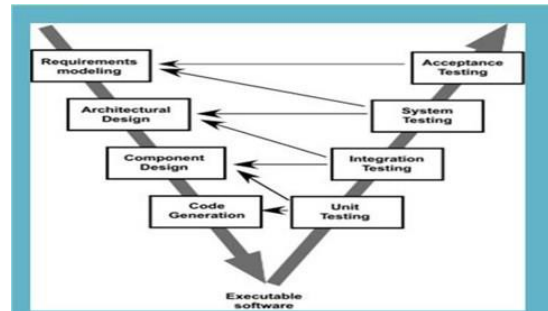 Requirements
modeling
Acceptance
Testing
Architectural
Design
System
Testing
Component
Design
Integration
Testing
Code
Generation
Unit
Testing
Executable
software